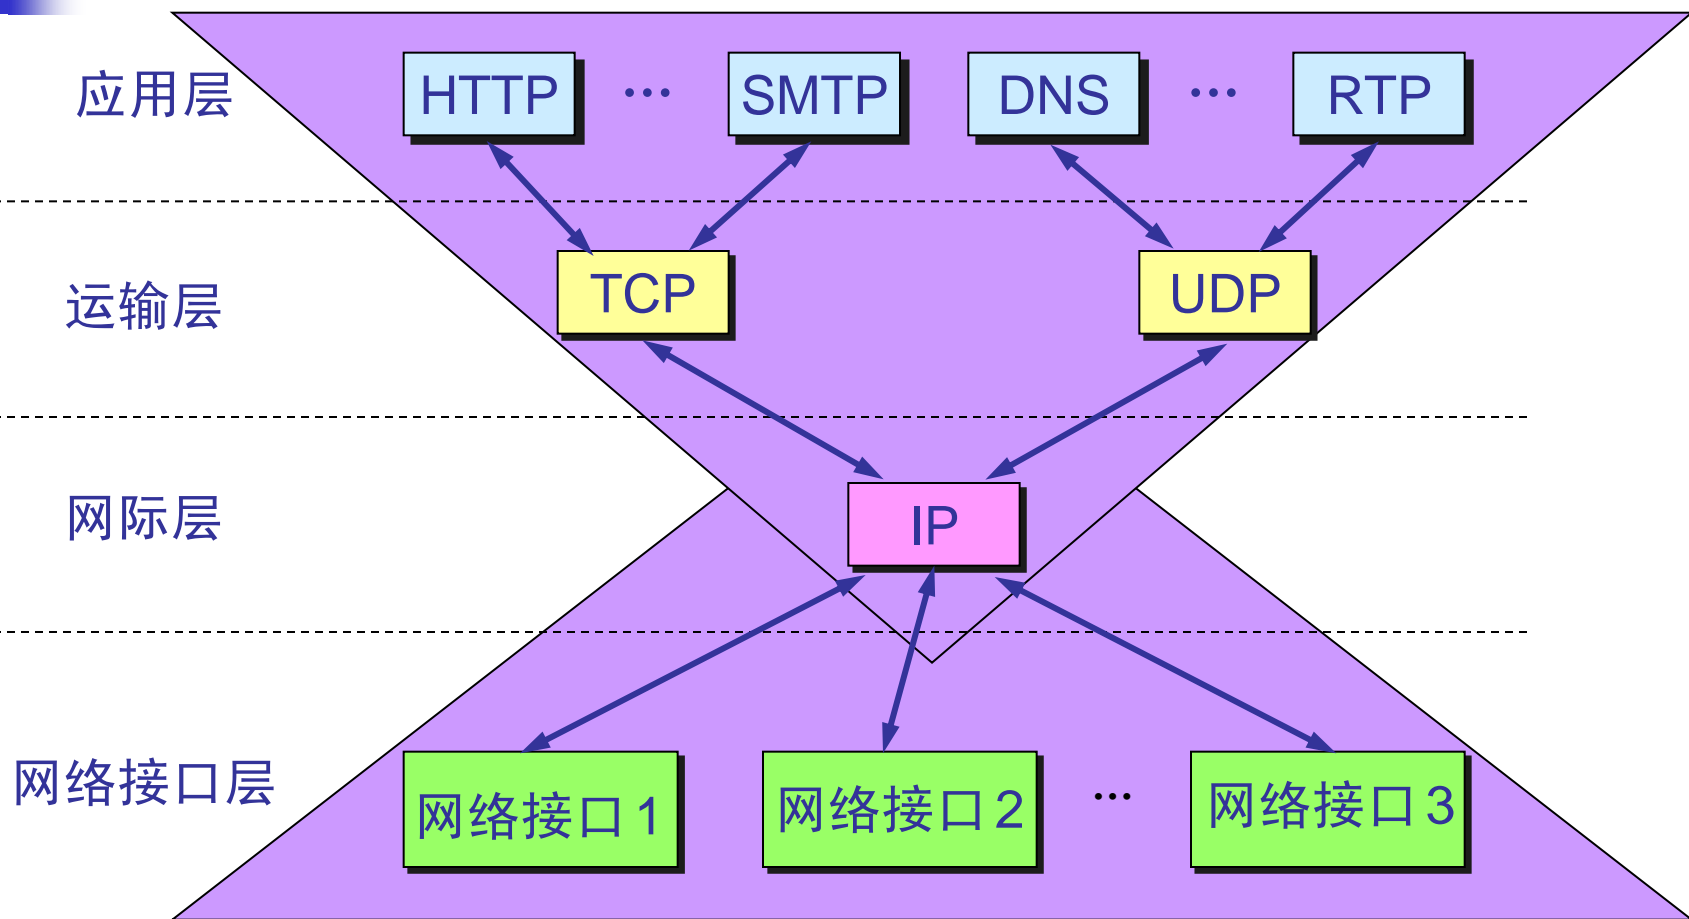 应用层 HTTP … SMTP DNS … RTP
运输层 TCP UDP
网际层 IP
网络接口层 网络接口1 网络接口2 … 网络接口3